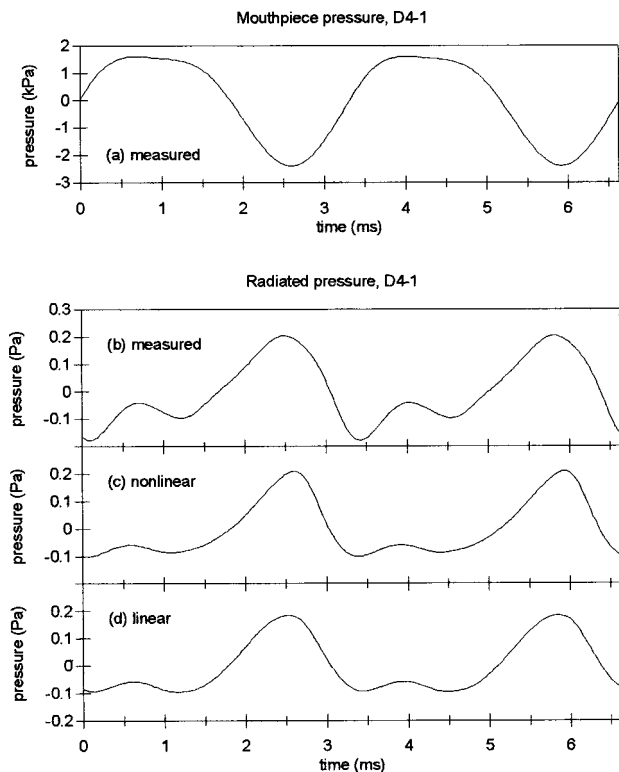 Mouthpiece pressure, D4-1
2
1
0
-1
-2
-3
pressure (kPa)
(a) measured
0 1 2 3 4 5 6
time (ms)
Radiated pressure, D4-1
0.3
0.2
0.1
0
-0.1
pressure (Pa)
(b) measured
0.2
0.1
0
-0.1
pressure (Pa)
(c) nonlinear
0.2
0.1
0
-0.1
-0.2
pressure (Pa)
(d) linear
0 1 2 3 4 5 6
time (ms)